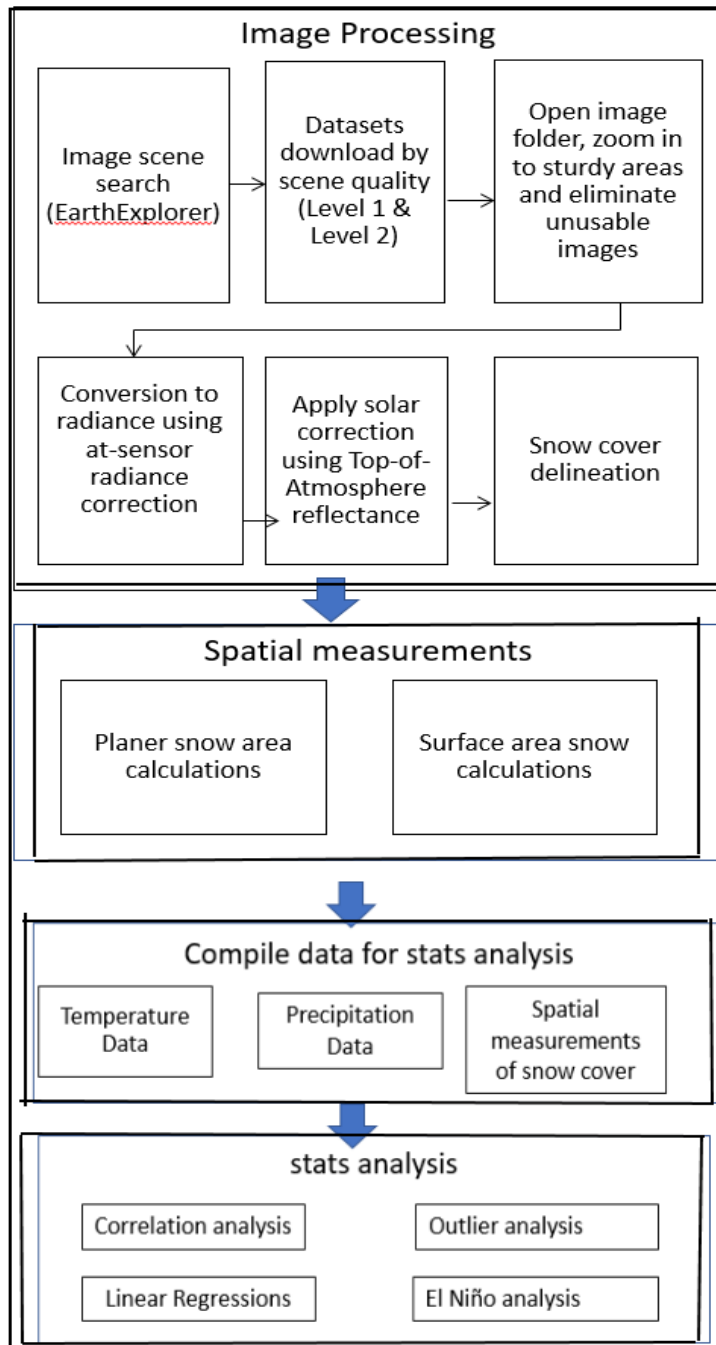 Image Processing
Image scene
search
(EarthExplorer)
Datasets
download by
scene quality
(Level 1 &
Level 2)
Open image
folder, zoom in
to sturdy areas
and eliminate
unusable
images
Conversion to
radiance using
at-sensor
radiance
correction
Apply solar
correction
using Top-of-
Atmosphere
reflectance
Snow cover
delineation
Spatial measurements
Planer snow area
calculations
Surface area snow
calculations
Compile data for stats analysis
Temperature
Data
Precipitation
Data
Spatial
measurements
of snow cover
stats analysis
Correlation analysis
Outlier analysis
Linear Regressions
El Niño analysis